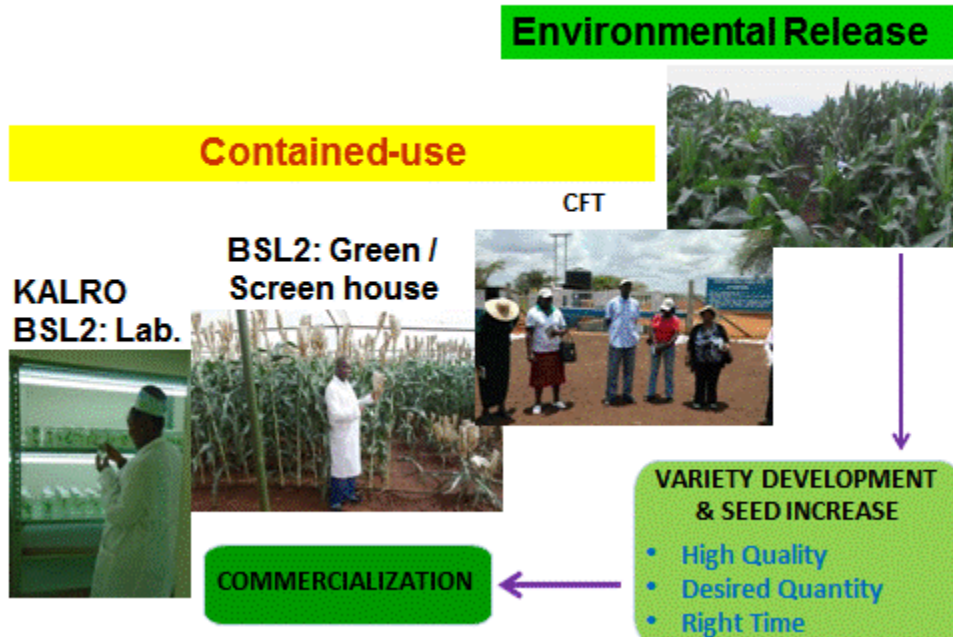 Environmental Release
Contained-use
CFT
BSL2: Green /
Screen house
KALRO
BSL2: Lab.
VARIETY DEVELOPMENT
& SEED INCREASE
• High Quality
• Desired Quantity
• Right Time
COMMERCIALIZATION